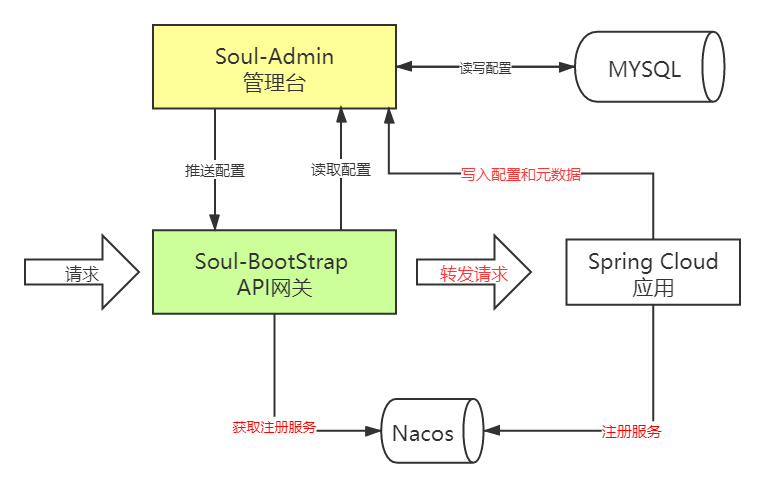 Soul-Admin
管理台
读写配置
MYSQL
推送配置
读取配置
写入配置和元数据
请求
Soul-BootStrap
API网关
转发请求
Spring Cloud
应用
获取注册服务
Nacos
注册服务